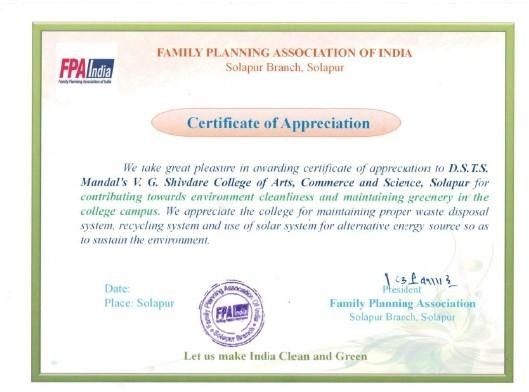 FPAIndia
Family Planning Association of India
FAMILY PLANNING ASSOCIATION OF INDIA
Solapur Branch, Solapur
Certificate of Appreciation
We take great pleasure in awarding certificate of appreciation to D.S.T.S.
Mandal's V. G. Shivdare College of Arts, Commerce and Science, Solapur for
contributing towards environment cleanliness and maintaining greenery in the
college campus. We appreciate the college for maintaining proper waste disposal
system, recycling system and use of solar system for alternative energy source so as
to sustain the environment.
Date:
Place: Solapur
Family Planning Association Of India
FPAIndia
Solapur Branch
President
Family Planning Association
Solapur Branch, Solapur
Let us make India Clean and Green